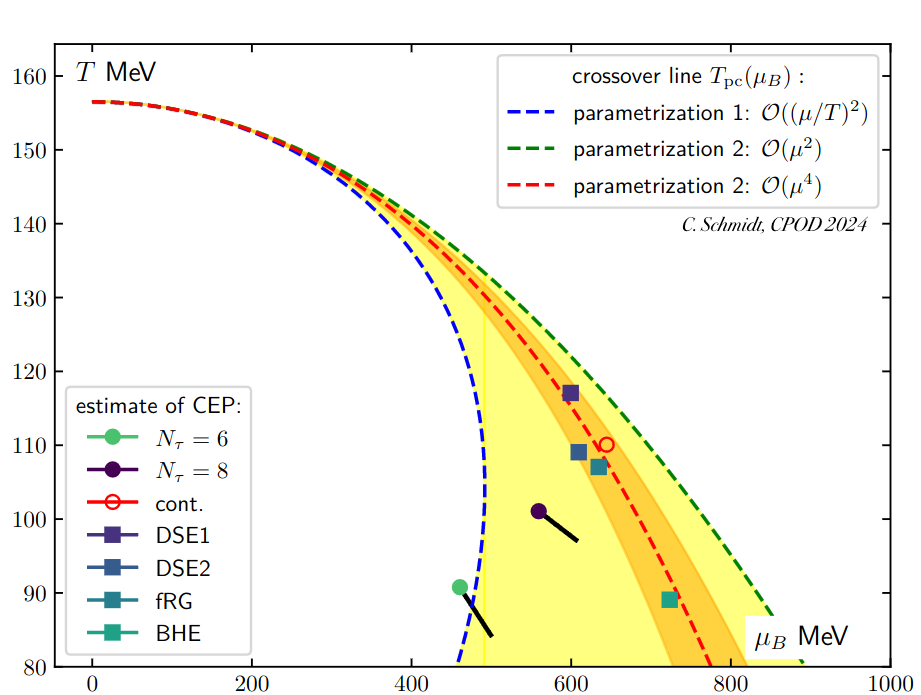 T MeV
crossover line T_pc(μ_B) :
parametrization 1: 𝒪((μ/T)²)
parametrization 2: 𝒪(μ²)
parametrization 2: 𝒪(μ⁴)
C. Schmidt, CPOD 2024
160
150
140
130
120
110
100
90
80
estimate of CEP:
N_τ = 6
N_τ = 8
cont.
DSE1
DSE2
fRG
BHE
μ_B MeV
0 200 400 600 800 1000